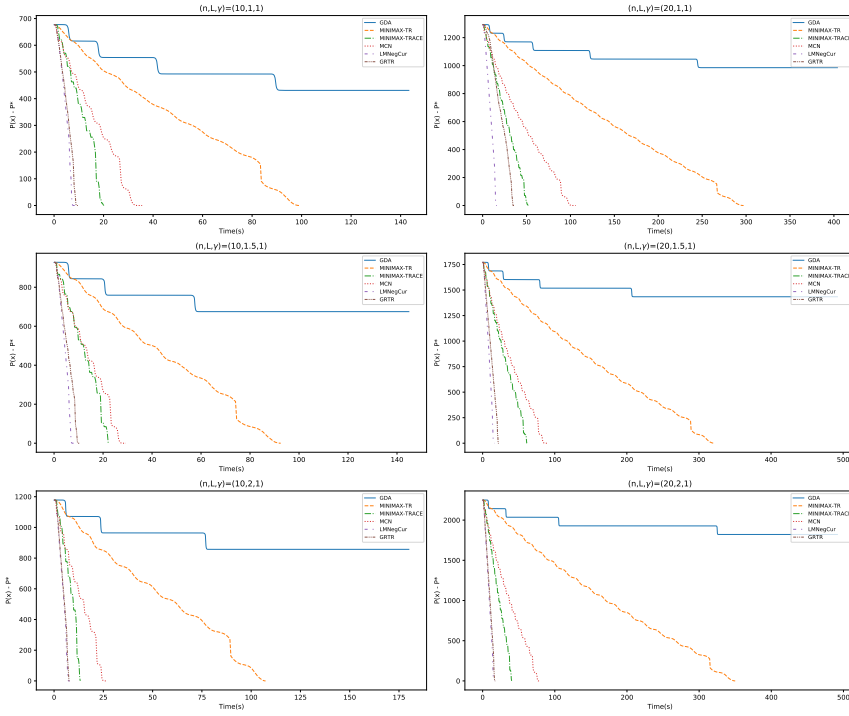 (n,L,γ)=(10,1,1)
P(x) - P*
700
600
500
400
300
200
100
0
0 20 40 60 80 100 120 140
Time(s)
GDA
MINIMAX-TR
MINIMAX-TRACE
MCN
LMNegCur
GRTR
(n,L,γ)=(20,1,1)
P(x) - P*
1200
1000
800
600
400
200
0
0 50 100 150 200 250 300 350 400
Time(s)
GDA
MINIMAX-TR
MINIMAX-TRACE
MCN
LMNegCur
GRTR
(n,L,γ)=(10,1.5,1)
P(x) - P*
800
600
400
200
0
0 20 40 60 80 100 120 140
Time(s)
GDA
MINIMAX-TR
MINIMAX-TRACE
MCN
LMNegCur
GRTR
(n,L,γ)=(20,1.5,1)
P(x) - P*
1750
1500
1250
1000
750
500
250
0
0 100 200 300 400 500
Time(s)
GDA
MINIMAX-TR
MINIMAX-TRACE
MCN
LMNegCur
GRTR
(n,L,γ)=(10,2,1)
P(x) - P*
1200
1000
800
600
400
200
0
0 25 50 75 100 125 150 175
Time(s)
GDA
MINIMAX-TR
MINIMAX-TRACE
MCN
LMNegCur
GRTR
(n,L,γ)=(20,2,1)
P(x) - P*
2000
1500
1000
500
0
0 100 200 300 400 500
Time(s)
GDA
MINIMAX-TR
MINIMAX-TRACE
MCN
LMNegCur
GRTR